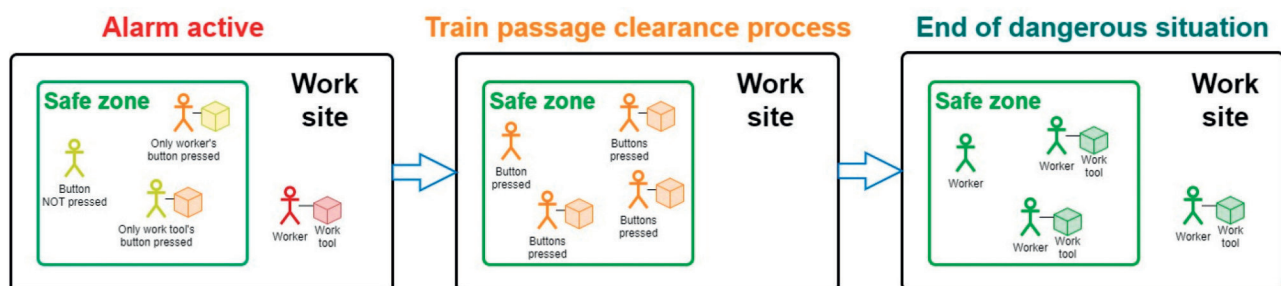 Alarm active
Safe zone
Work
site
Only worker's
button pressed
Button
NOT pressed
Only work tool's
button pressed
Worker
Work
tool
Train passage clearance process
Safe zone
Work
site
Buttons
pressed
Button
pressed
Buttons
pressed
Buttons
pressed
End of dangerous situation
Safe zone
Work
site
Worker
Work
tool
Worker
Worker
Work
tool
Worker
Work
tool